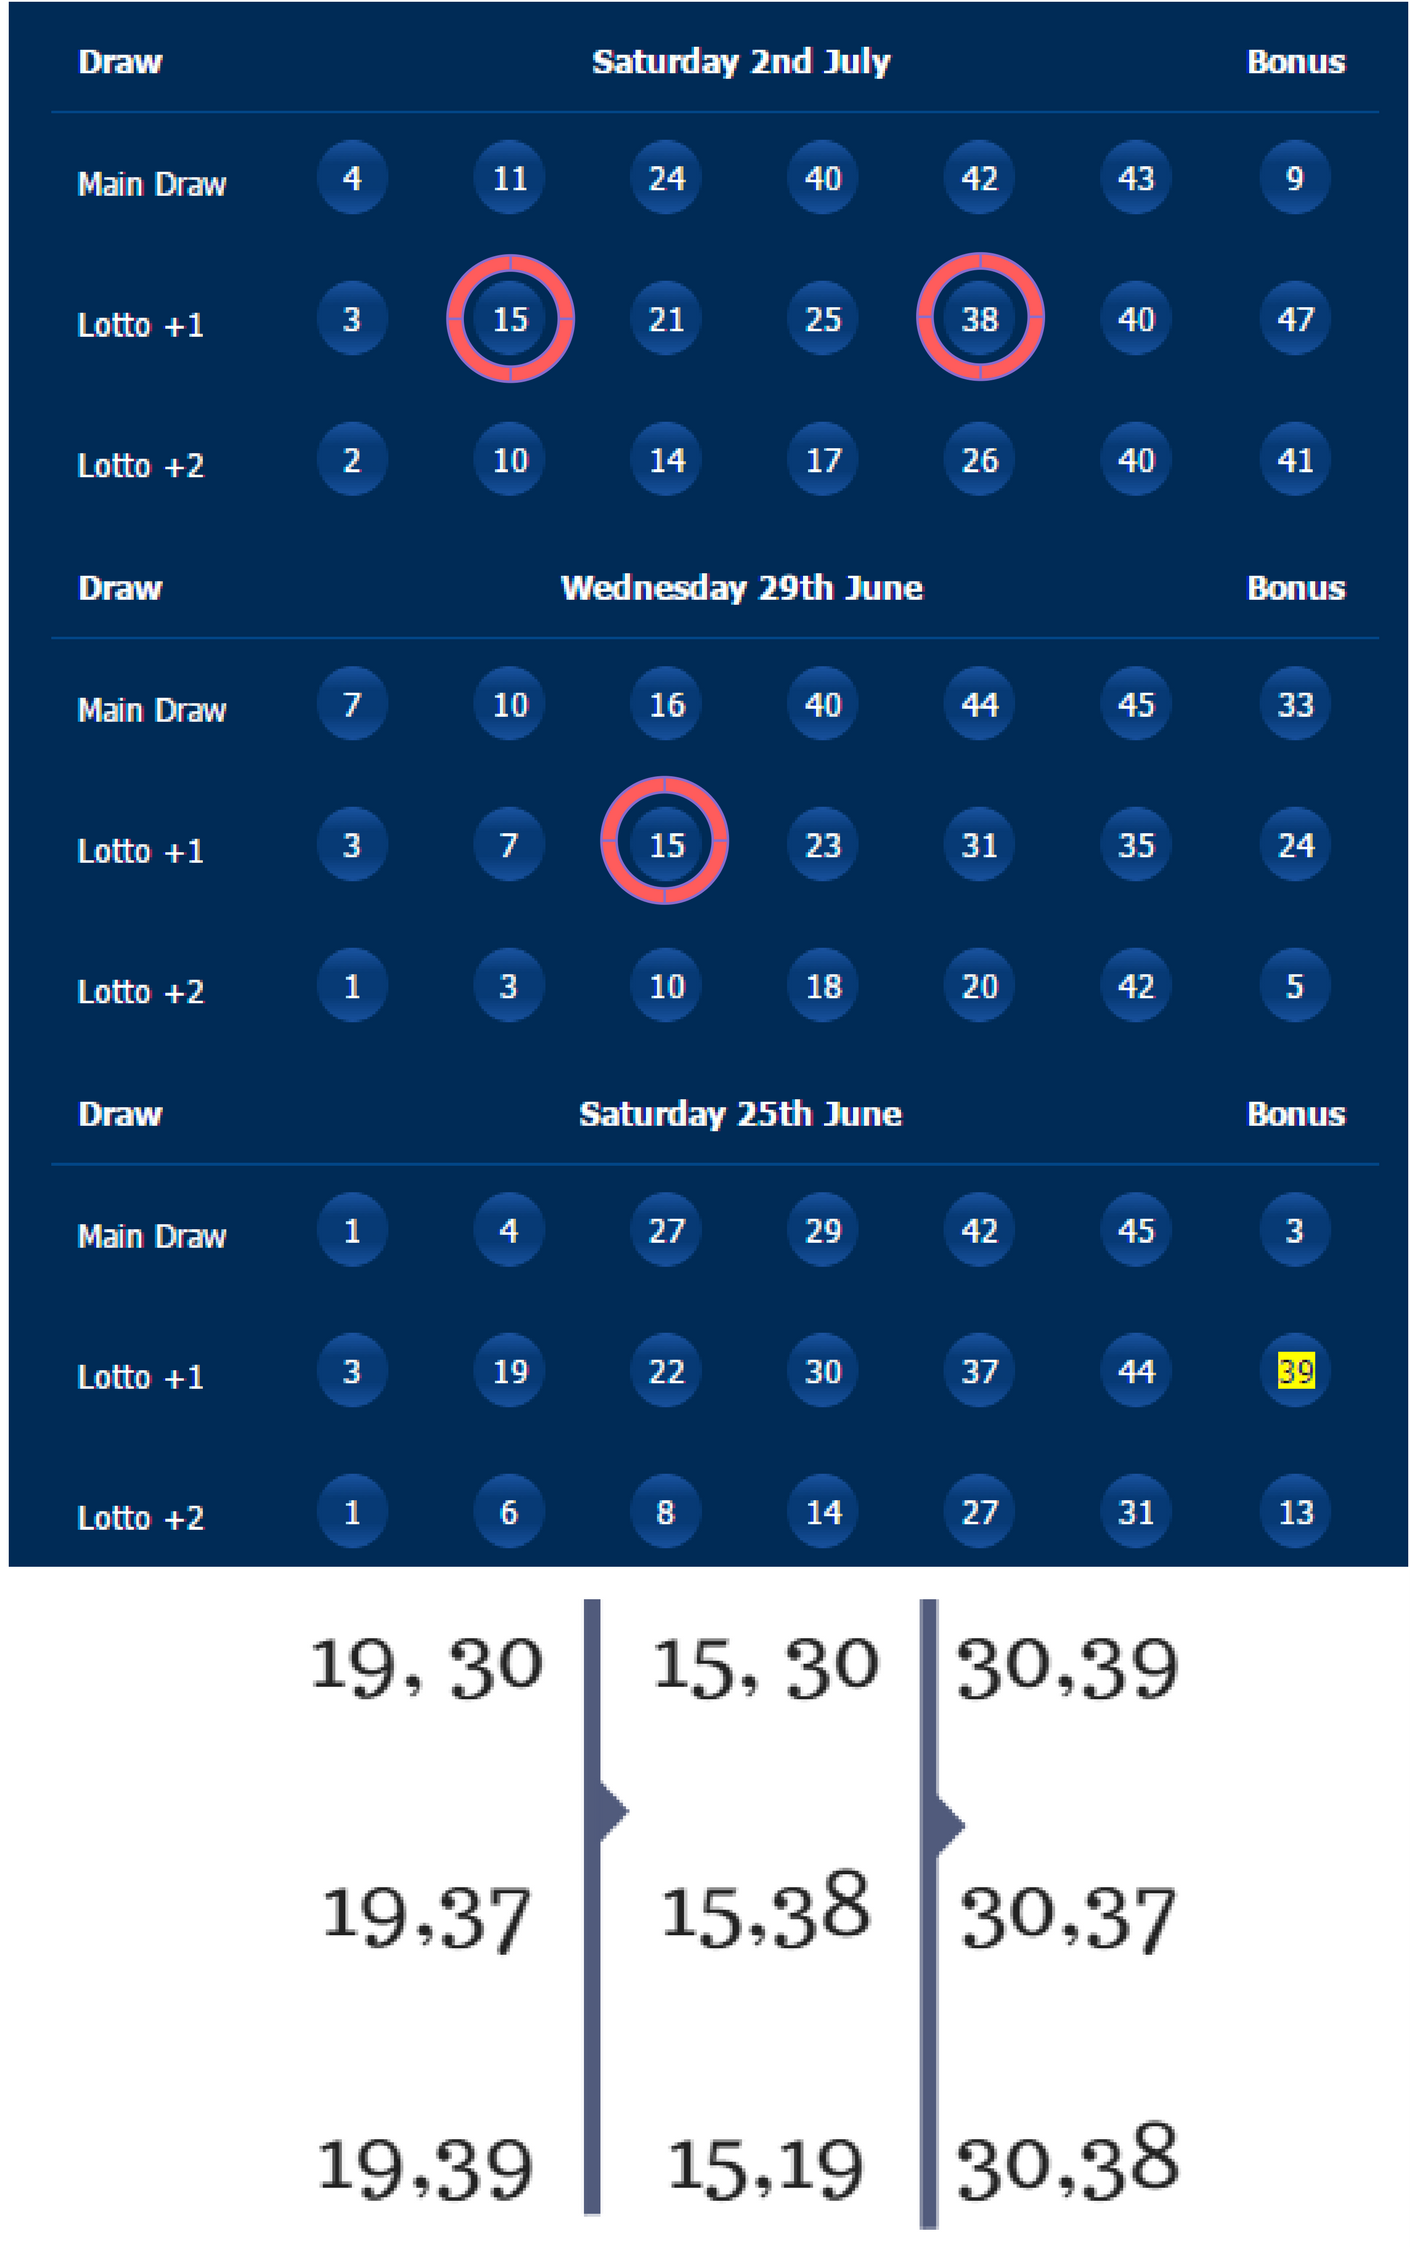 Draw Saturday 2nd July Bonus
Main Draw 4 11 24 40 42 43 9
Lotto +1 3 15 21 25 38 40 47
Lotto +2 2 10 14 17 26 40 41
Draw Wednesday 29th June Bonus
Main Draw 7 10 16 40 44 45 33
Lotto +1 3 7 15 23 31 35 24
Lotto +2 1 3 10 18 20 42 5
Draw Saturday 25th June Bonus
Main Draw 1 4 27 29 42 45 3
Lotto +1 3 19 22 30 37 44 39
Lotto +2 1 6 8 14 27 31 13
19, 30 15, 30 30,39
19,37 15,38 30,37
19,39 15,19 30,38